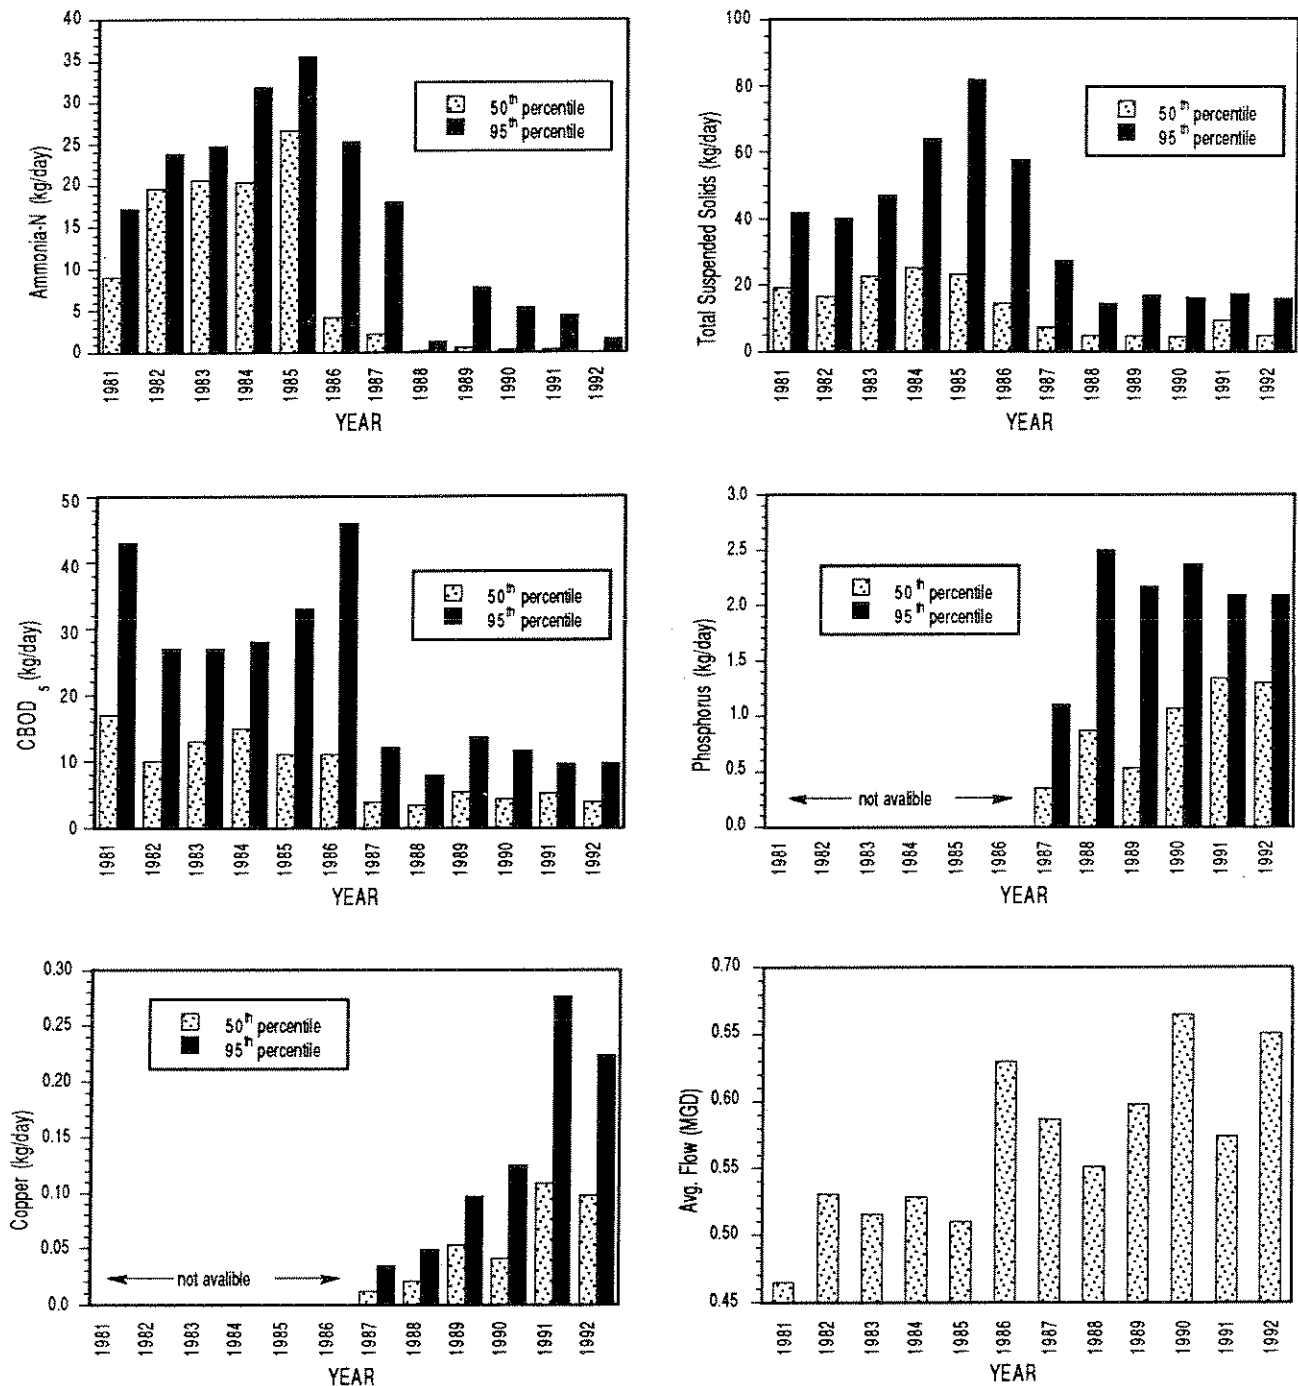 40
35
30
25
20
15
10
5
0
Ammonia-N (kg/day)
50th percentile
95th percentile
1981 1982 1983 1984 1985 1986 1987 1988 1989 1990 1991 1992
YEAR
100
80
60
40
20
0
Total Suspended Solids (kg/day)
50th percentile
95th percentile
1981 1982 1983 1984 1985 1986 1987 1988 1989 1990 1991 1992
YEAR
50
40
30
20
10
0
CBOD 5 (kg/day)
50th percentile
95th percentile
1981 1982 1983 1984 1985 1986 1987 1988 1989 1990 1991 1992
YEAR
3.0
2.5
2.0
1.5
1.0
0.5
0.0
Phosphorus (kg/day)
50th percentile
95th percentile
not avalible
1981 1982 1983 1984 1985 1986 1987 1988 1989 1990 1991 1992
YEAR
0.30
0.25
0.20
0.15
0.10
0.05
0.0
Copper (kg/day)
50th percentile
95th percentile
not avalible
1981 1982 1983 1984 1985 1986 1987 1988 1989 1990 1991 1992
YEAR
0.70
0.65
0.60
0.55
0.50
0.45
Avg. Flow (MGD)
1981 1982 1983 1984 1985 1986 1987 1988 1989 1990 1991 1992
YEAR